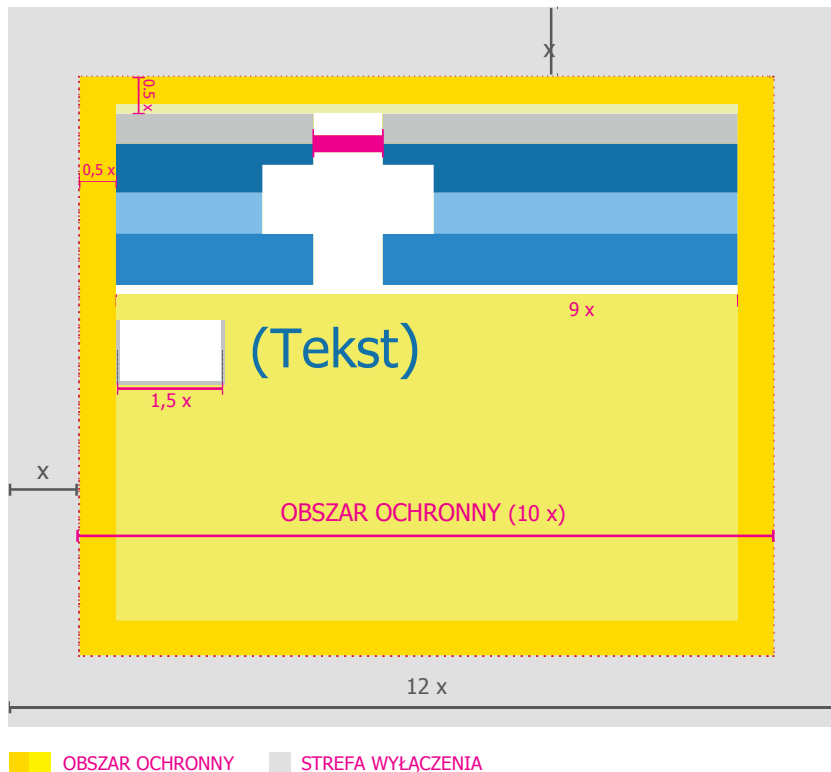 x
0.5 x
0,5 x
9 x
(Tekst)
1,5 x
x
OBSZAR OCHRONNY (10 x)
12 x
OBSZAR OCHRONNY
STREFA WYŁĄCZENIA